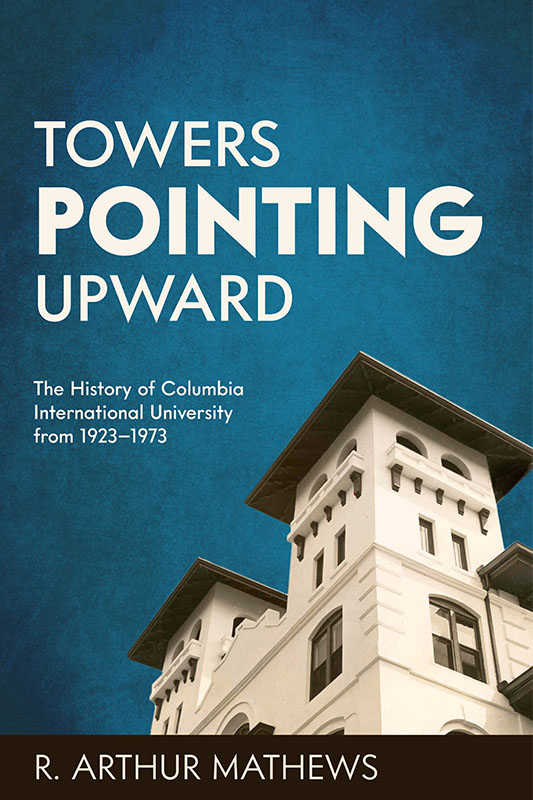 TOWERS
POINTING
UPWARD
The History of Columbia
International University
from 1923–1973
R. ARTHUR MATHEWS